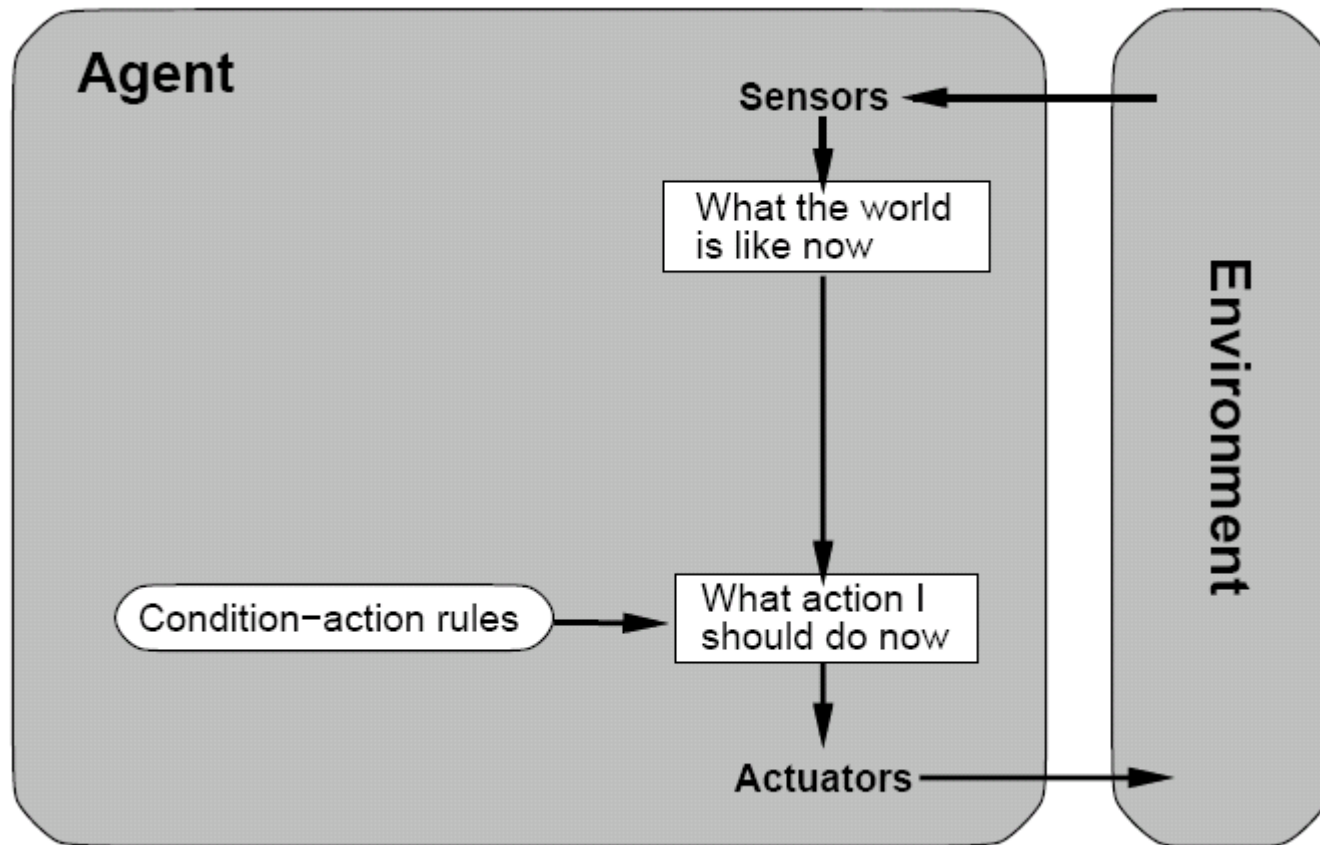 Agent
Sensors
What the world
is like now
Environment
Condition−action rules
What action I
should do now
Actuators